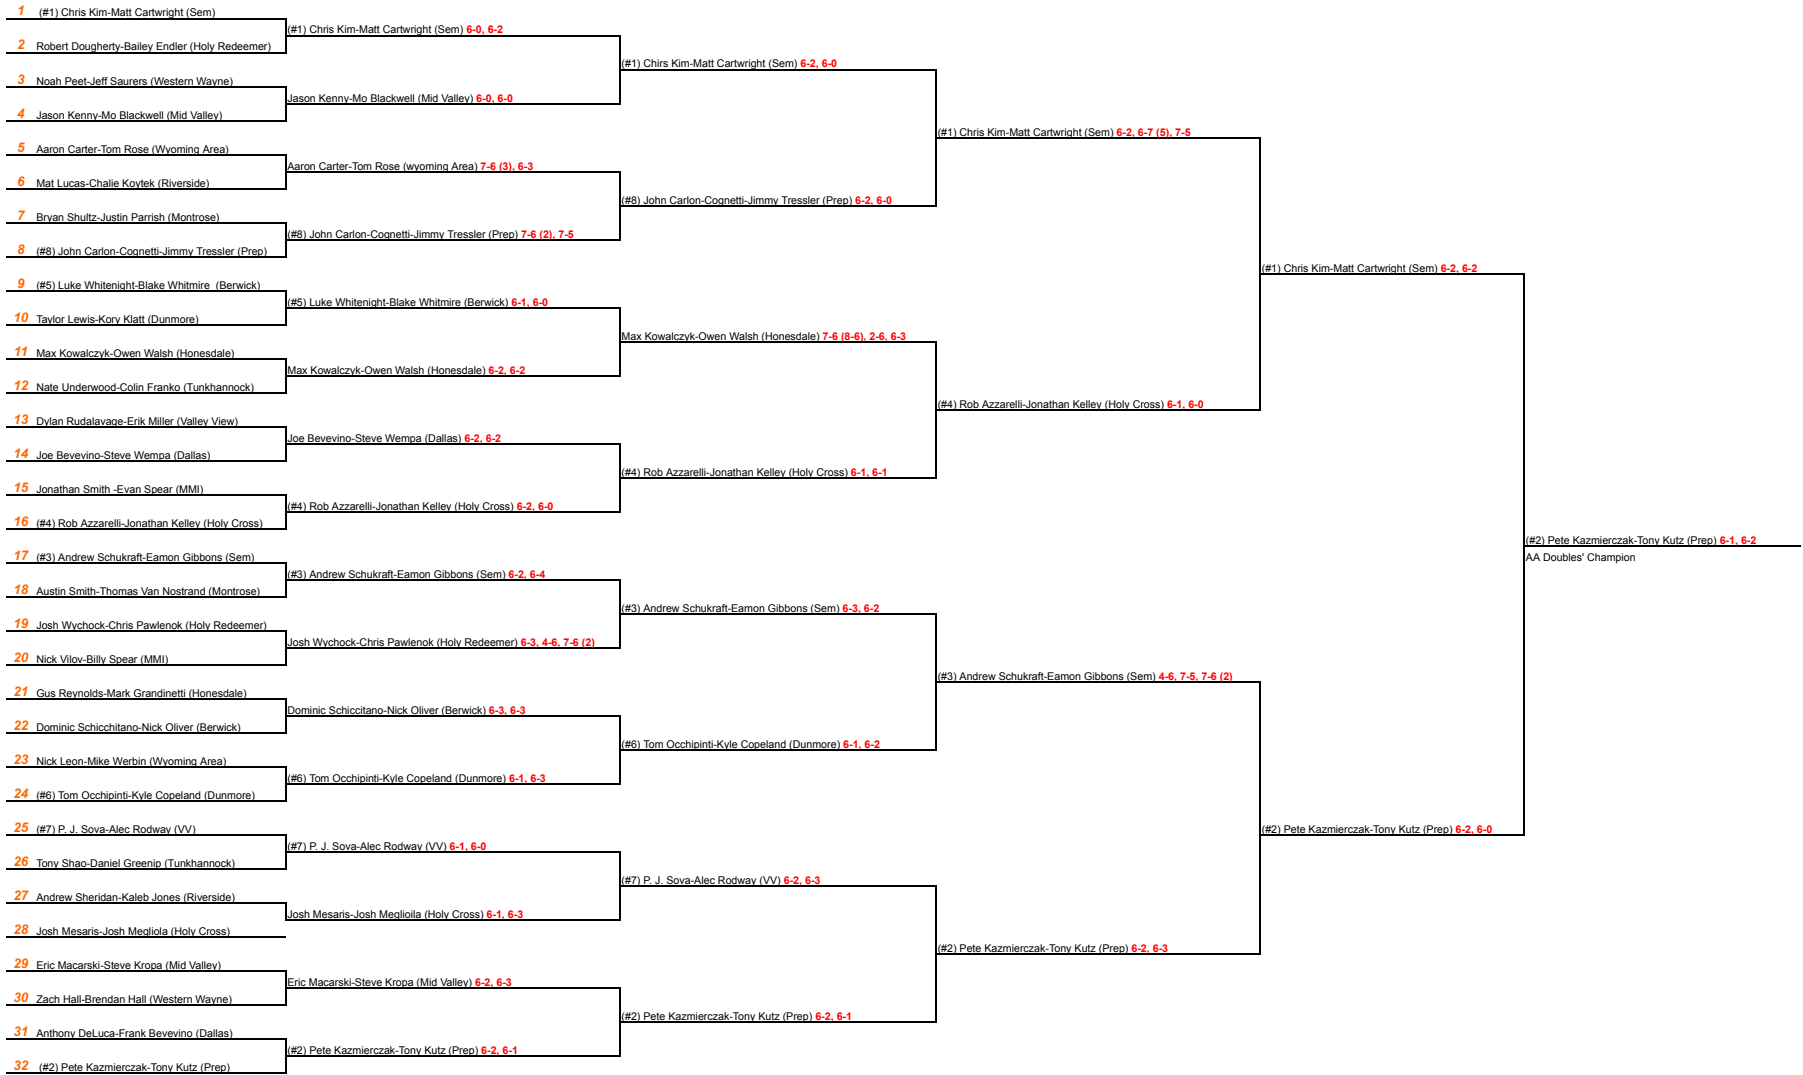 1 (#1) Chris Kim-Matt Cartwright (Sem)
2 Robert Dougherty-Bailey Endler (Holy Redeemer)
3 Noah Peet-Jeff Saurers (Western Wayne)
4 Jason Kenny-Mo Blackwell (Mid Valley)
5 Aaron Carter-Tom Rose (Wyoming Area)
6 Mat Lucas-Chalie Koytek (Riverside)
7 Bryan Shultz-Justin Parrish (Montrose)
8 (#8) John Carlon-Cognetti-Jimmy Tressler (Prep)
9 (#5) Luke Whitenight-Blake Whitmire (Berwick)
10 Taylor Lewis-Kory Klatt (Dunmore)
11 Max Kowalczyk-Owen Walsh (Honesdale)
12 Nate Underwood-Colin Franko (Tunkhannock)
13 Dylan Rudalavage-Erik Miller (Valley View)
14 Joe Bevevino-Steve Wempa (Dallas)
15 Jonathan Smith -Evan Spear (MMI)
16 (#4) Rob Azzarelli-Jonathan Kelley (Holy Cross)
17 (#3) Andrew Schukraft-Eamon Gibbons (Sem)
18 Austin Smith-Thomas Van Nostrand (Montrose)
19 Josh Wychock-Chris Pawlenok (Holy Redeemer)
20 Nick Vilov-Billy Spear (MMI)
21 Gus Reynolds-Mark Grandinetti (Honesdale)
22 Dominic Schicchitano-Nick Oliver (Berwick)
23 Nick Leon-Mike Werbin (Wyoming Area)
24 (#6) Tom Occhipinti-Kyle Copeland (Dunmore)
25 (#7) P. J. Sova-Alec Rodway (VV)
26 Tony Shao-Daniel Greenip (Tunkhannock)
27 Andrew Sheridan-Kaleb Jones (Riverside)
28 Josh Mesaris-Josh Megliola (Holy Cross)
29 Eric Macarski-Steve Kropa (Mid Valley)
30 Zach Hall-Brendan Hall (Western Wayne)
31 Anthony DeLuca-Frank Bevevino (Dallas)
32 (#2) Pete Kazmierczak-Tony Kutz (Prep)
(#1) Chris Kim-Matt Cartwright (Sem) 6-0, 6-2
Jason Kenny-Mo Blackwell (Mid Valley) 6-0, 6-0
Aaron Carter-Tom Rose (wyoming Area) 7-6 (3), 6-3
(#8) John Carlon-Cognetti-Jimmy Tressler (Prep) 7-6 (2), 7-5
(#5) Luke Whitenight-Blake Whitmire (Berwick) 6-1, 6-0
Max Kowalczyk-Owen Walsh (Honesdale) 6-2, 6-2
Joe Bevevino-Steve Wempa (Dallas) 6-2, 6-2
(#4) Rob Azzarelli-Jonathan Kelley (Holy Cross) 6-2, 6-0
(#3) Andrew Schukraft-Eamon Gibbons (Sem) 6-2, 6-4
Josh Wychock-Chris Pawlenok (Holy Redeemer) 6-3, 4-6, 7-6 (2)
Dominic Schiccitano-Nick Oliver (Berwick) 6-3, 6-3
(#6) Tom Occhipinti-Kyle Copeland (Dunmore) 6-1, 6-3
(#7) P. J. Sova-Alec Rodway (VV) 6-1, 6-0
Josh Mesaris-Josh Meglioila (Holy Cross) 6-1, 6-3
Eric Macarski-Steve Kropa (Mid Valley) 6-2, 6-3
(#2) Pete Kazmierczak-Tony Kutz (Prep) 6-2, 6-1
(#1) Chirs Kim-Matt Cartwright (Sem) 6-2, 6-0
(#8) John Carlon-Cognetti-Jimmy Tressler (Prep) 6-2, 6-0
Max Kowalczyk-Owen Walsh (Honesdale) 7-6 (8-6), 2-6, 6-3
(#4) Rob Azzarelli-Jonathan Kelley (Holy Cross) 6-1, 6-1
(#3) Andrew Schukraft-Eamon Gibbons (Sem) 6-3, 6-2
(#6) Tom Occhipinti-Kyle Copeland (Dunmore) 6-1, 6-2
(#7) P. J. Sova-Alec Rodway (VV) 6-2, 6-3
(#2) Pete Kazmierczak-Tony Kutz (Prep) 6-2, 6-1
(#1) Chris Kim-Matt Cartwright (Sem) 6-2, 6-7 (5), 7-5
(#4) Rob Azzarelli-Jonathan Kelley (Holy Cross) 6-1, 6-0
(#3) Andrew Schukraft-Eamon Gibbons (Sem) 4-6, 7-5, 7-6 (2)
(#2) Pete Kazmierczak-Tony Kutz (Prep) 6-2, 6-3
(#1) Chris Kim-Matt Cartwright (Sem) 6-2, 6-2
(#2) Pete Kazmierczak-Tony Kutz (Prep) 6-2, 6-0
(#2) Pete Kazmierczak-Tony Kutz (Prep) 6-1, 6-2
AA Doubles' Champion